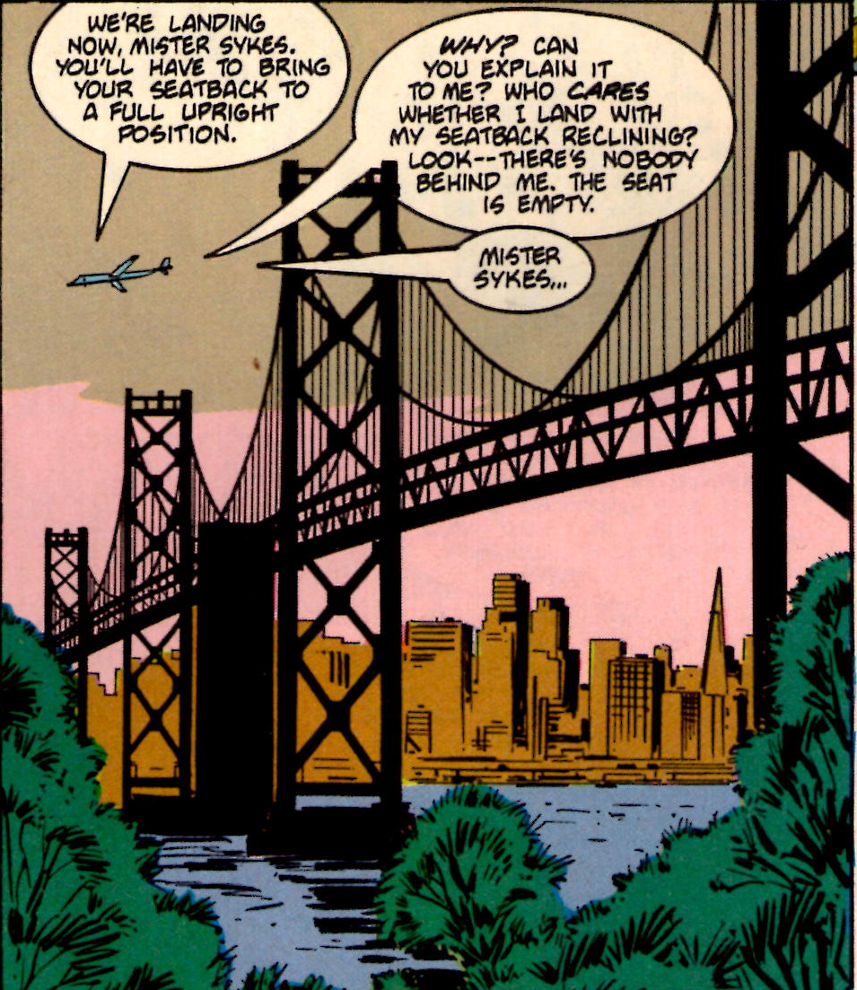 WE'RE LANDING
NOW, MISTER SYKES.
YOU'LL HAVE TO BRING
YOUR SEATBACK TO
A FULL UPRIGHT
POSITION.
WHY? CAN
YOU EXPLAIN IT
TO ME? WHO CARES
WHETHER I LAND WITH
MY SEATBACK RECLINING?
LOOK--THERE'S NOBODY
BEHIND ME. THE SEAT
IS EMPTY.
MISTER
SYKES...